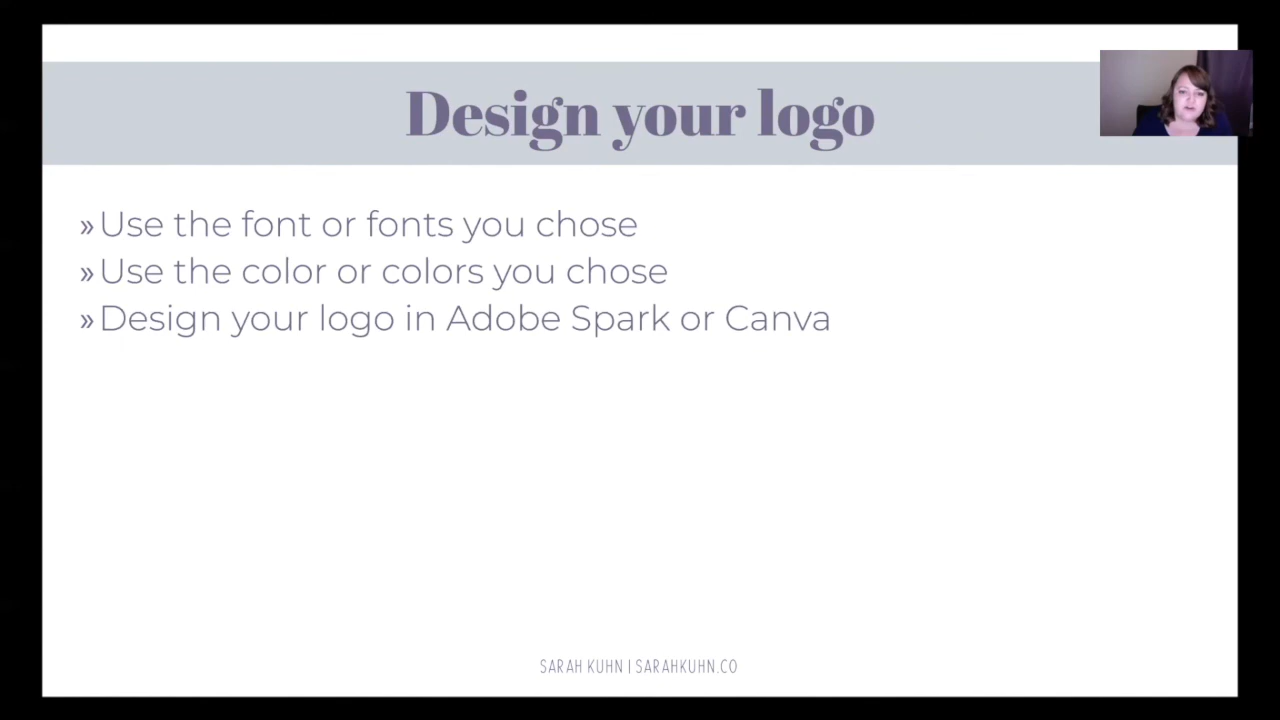 Design your logo
» Use the font or fonts you chose
» Use the color or colors you chose
» Design your logo in Adobe Spark or Canva
SARAH KUHN | SARAHKUHN.CO